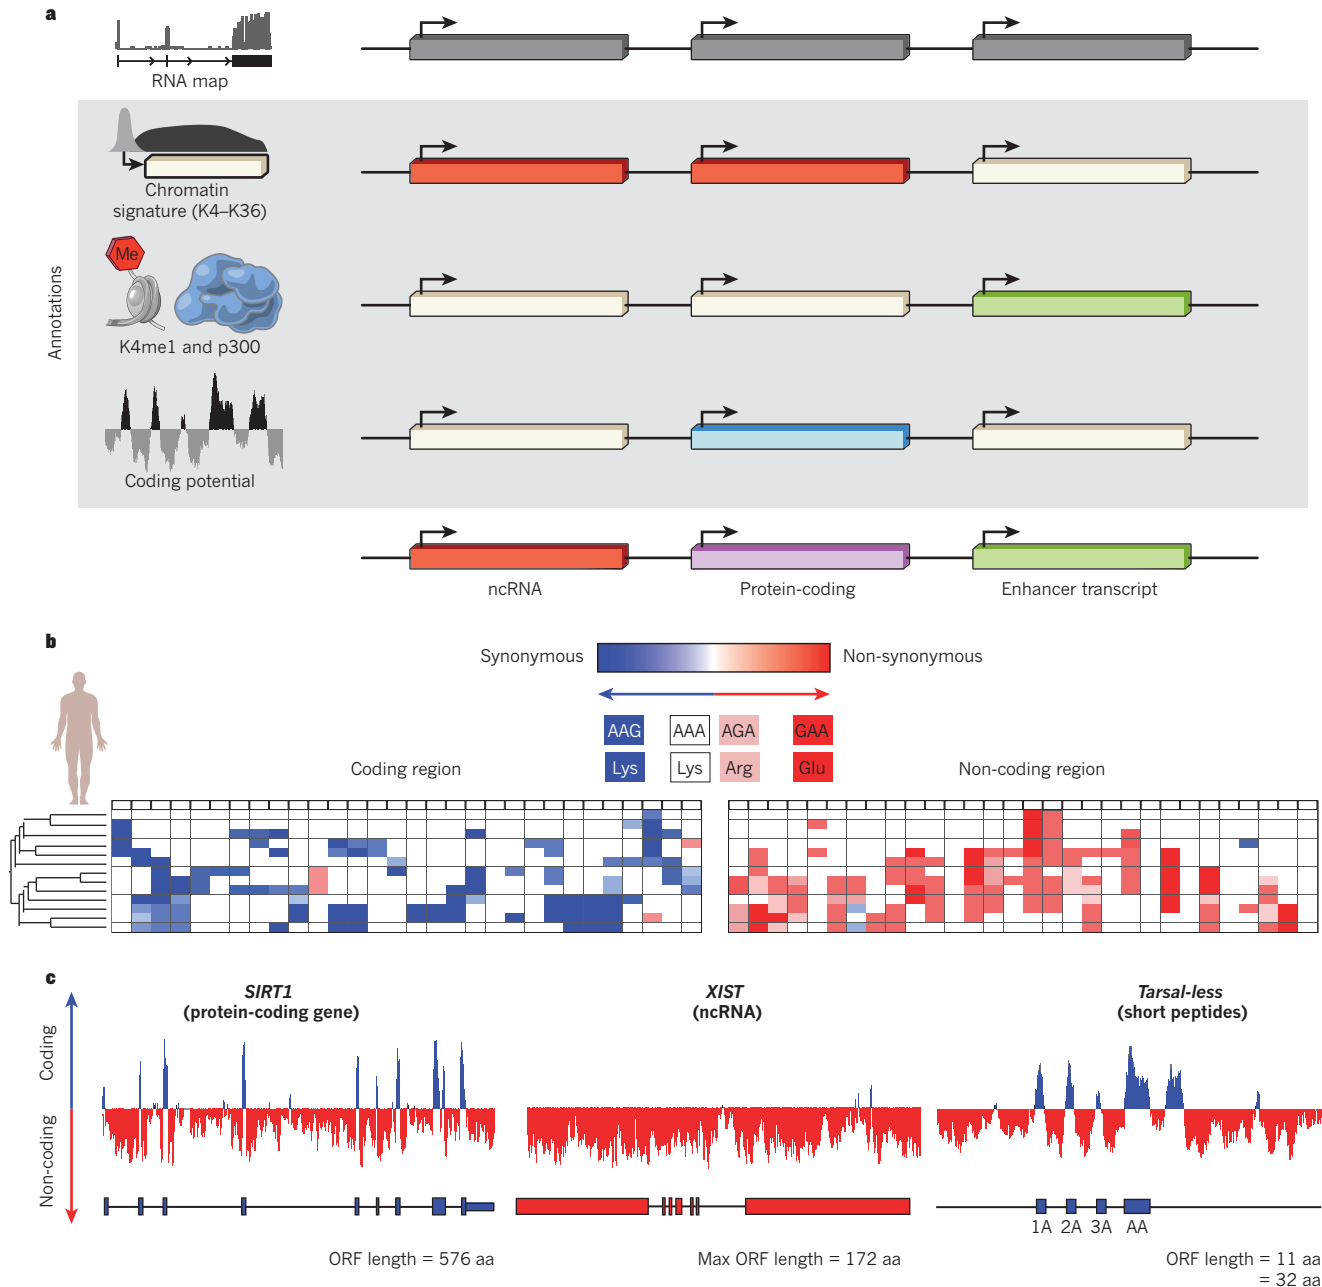 a
RNA map
Chromatin
signature (K4–K36)
Me
K4me1 and p300
Coding potential
Annotations
ncRNA
Protein-coding
Enhancer transcript
b
Synonymous
Non-synonymous
AAG AAA AGA GAA
Lys Lys Arg Glu
Coding region
Non-coding region
c
Coding
Non-coding
SIRT1
(protein-coding gene)
XIST
(ncRNA)
Tarsal-less
(short peptides)
1A 2A 3A AA
ORF length = 576 aa
Max ORF length = 172 aa
ORF length = 11 aa
= 32 aa